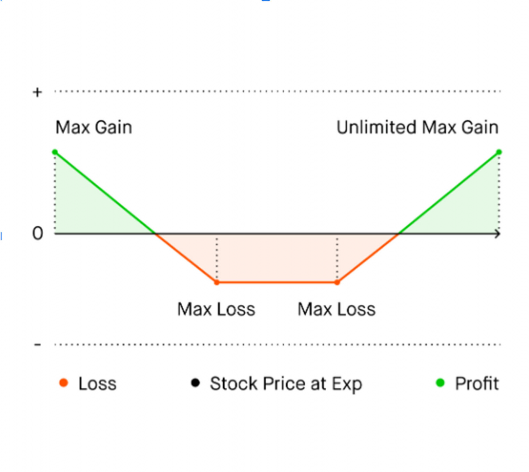 +
Max Gain
Unlimited Max Gain
0
Max Loss
Max Loss
-
Loss
Stock Price at Exp
Profit